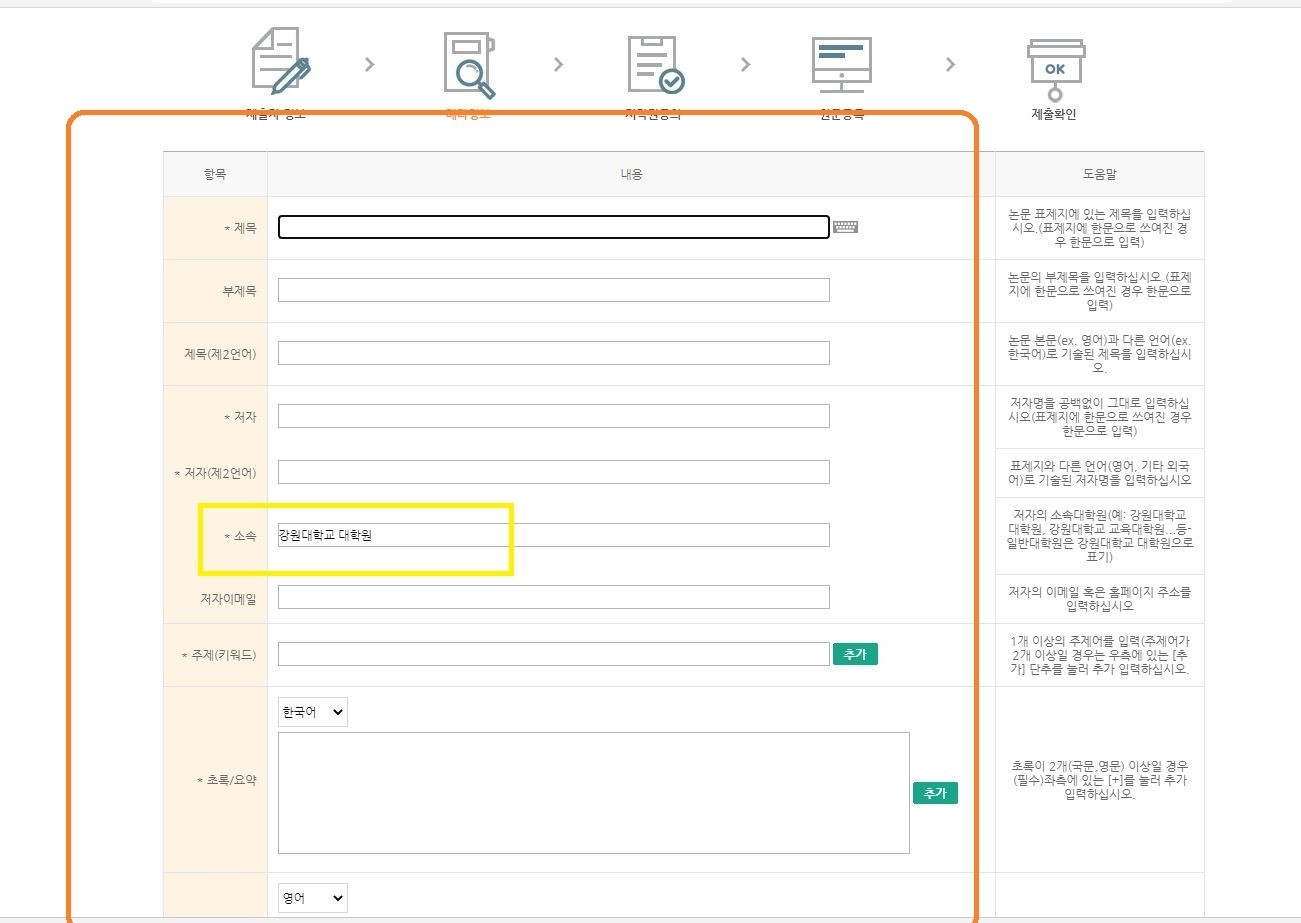 OK
제출자 정보
메타정보
저작권동의
원문등록
제출확인
항목
내용
도움말
* 제목
논문 표제지에 있는 제목을 입력하십
시오.(표제지에 한문으로 쓰여진 경
우 한문으로 입력)
부제목
논문의 부제목을 입력하십시오.(표제
지에 한문으로 쓰여진 경우 한문으로
입력)
제목(제2언어)
논문 본문(ex. 영어)과 다른 언어(ex.
한국어)로 기술된 제목을 입력하십시
오.
* 저자
저자명을 공백없이 그대로 입력하십
시오(표제지에 한문으로 쓰여진 경우
한문으로 입력)
* 저자(제2언어)
표제지와 다른 언어(영어, 기타 외국
어)로 기술된 저자명을 입력하십시오
* 소속
강원대학교 대학원
저자의 소속대학원(예: 강원대학교
대학원, 강원대학교 교육대학원...등-
일반대학원은 강원대학교 대학원으로
표기)
저자이메일
저자의 이메일 혹은 홈페이지 주소를
입력하십시오
* 주제(키워드)
추가
1개 이상의 주제어를 입력(주제어가
2개 이상일 경우는 우측에 있는 [추
가] 단추를 눌러 추가 입력하십시오.
한국어
* 초록/요약
추가
초록이 2개(국문,영문) 이상일 경우
(필수)좌측에 있는 [+]를 눌러 추가
입력하십시오.
영어